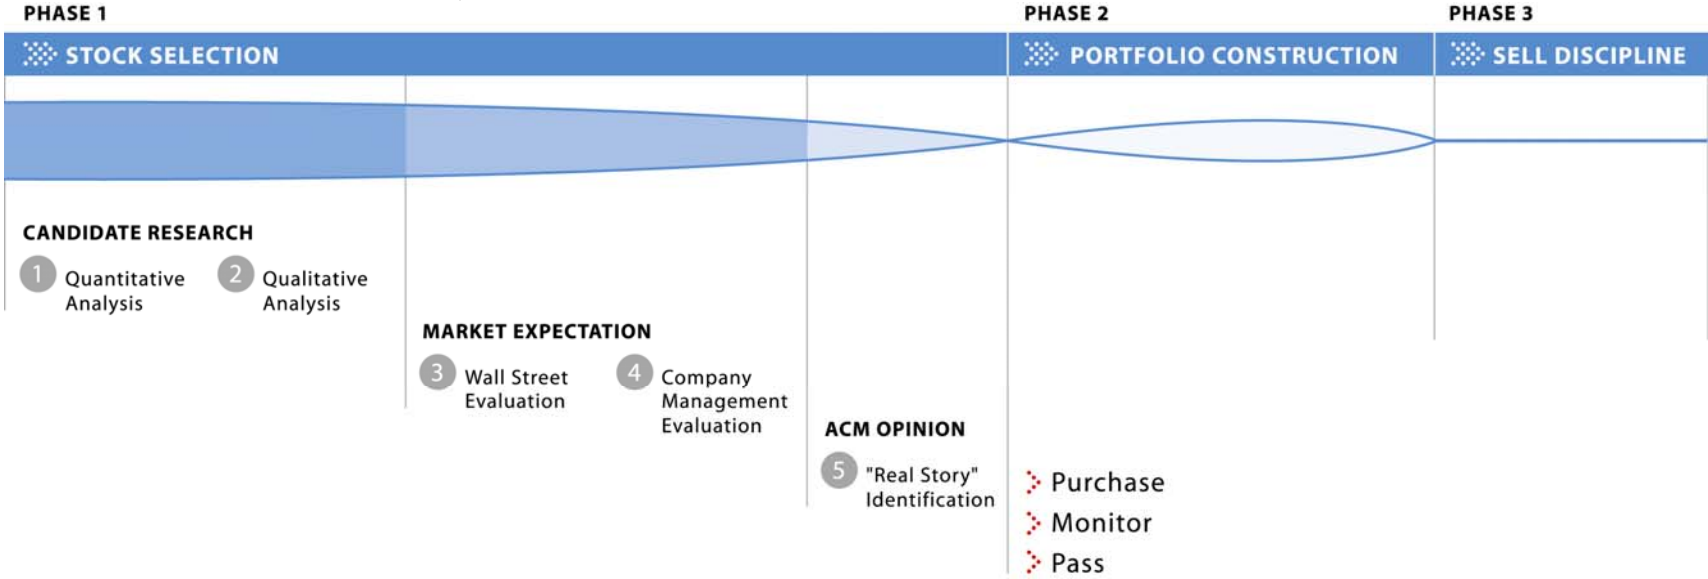 PHASE 1
PHASE 2
PHASE 3
STOCK SELECTION
PORTFOLIO CONSTRUCTION
SELL DISCIPLINE
CANDIDATE RESEARCH
1
Quantitative
Analysis
2
Qualitative
Analysis
MARKET EXPECTATION
3
Wall Street
Evaluation
4
Company
Management
Evaluation
ACM OPINION
5
"Real Story"
Identification
Purchase
Monitor
Pass